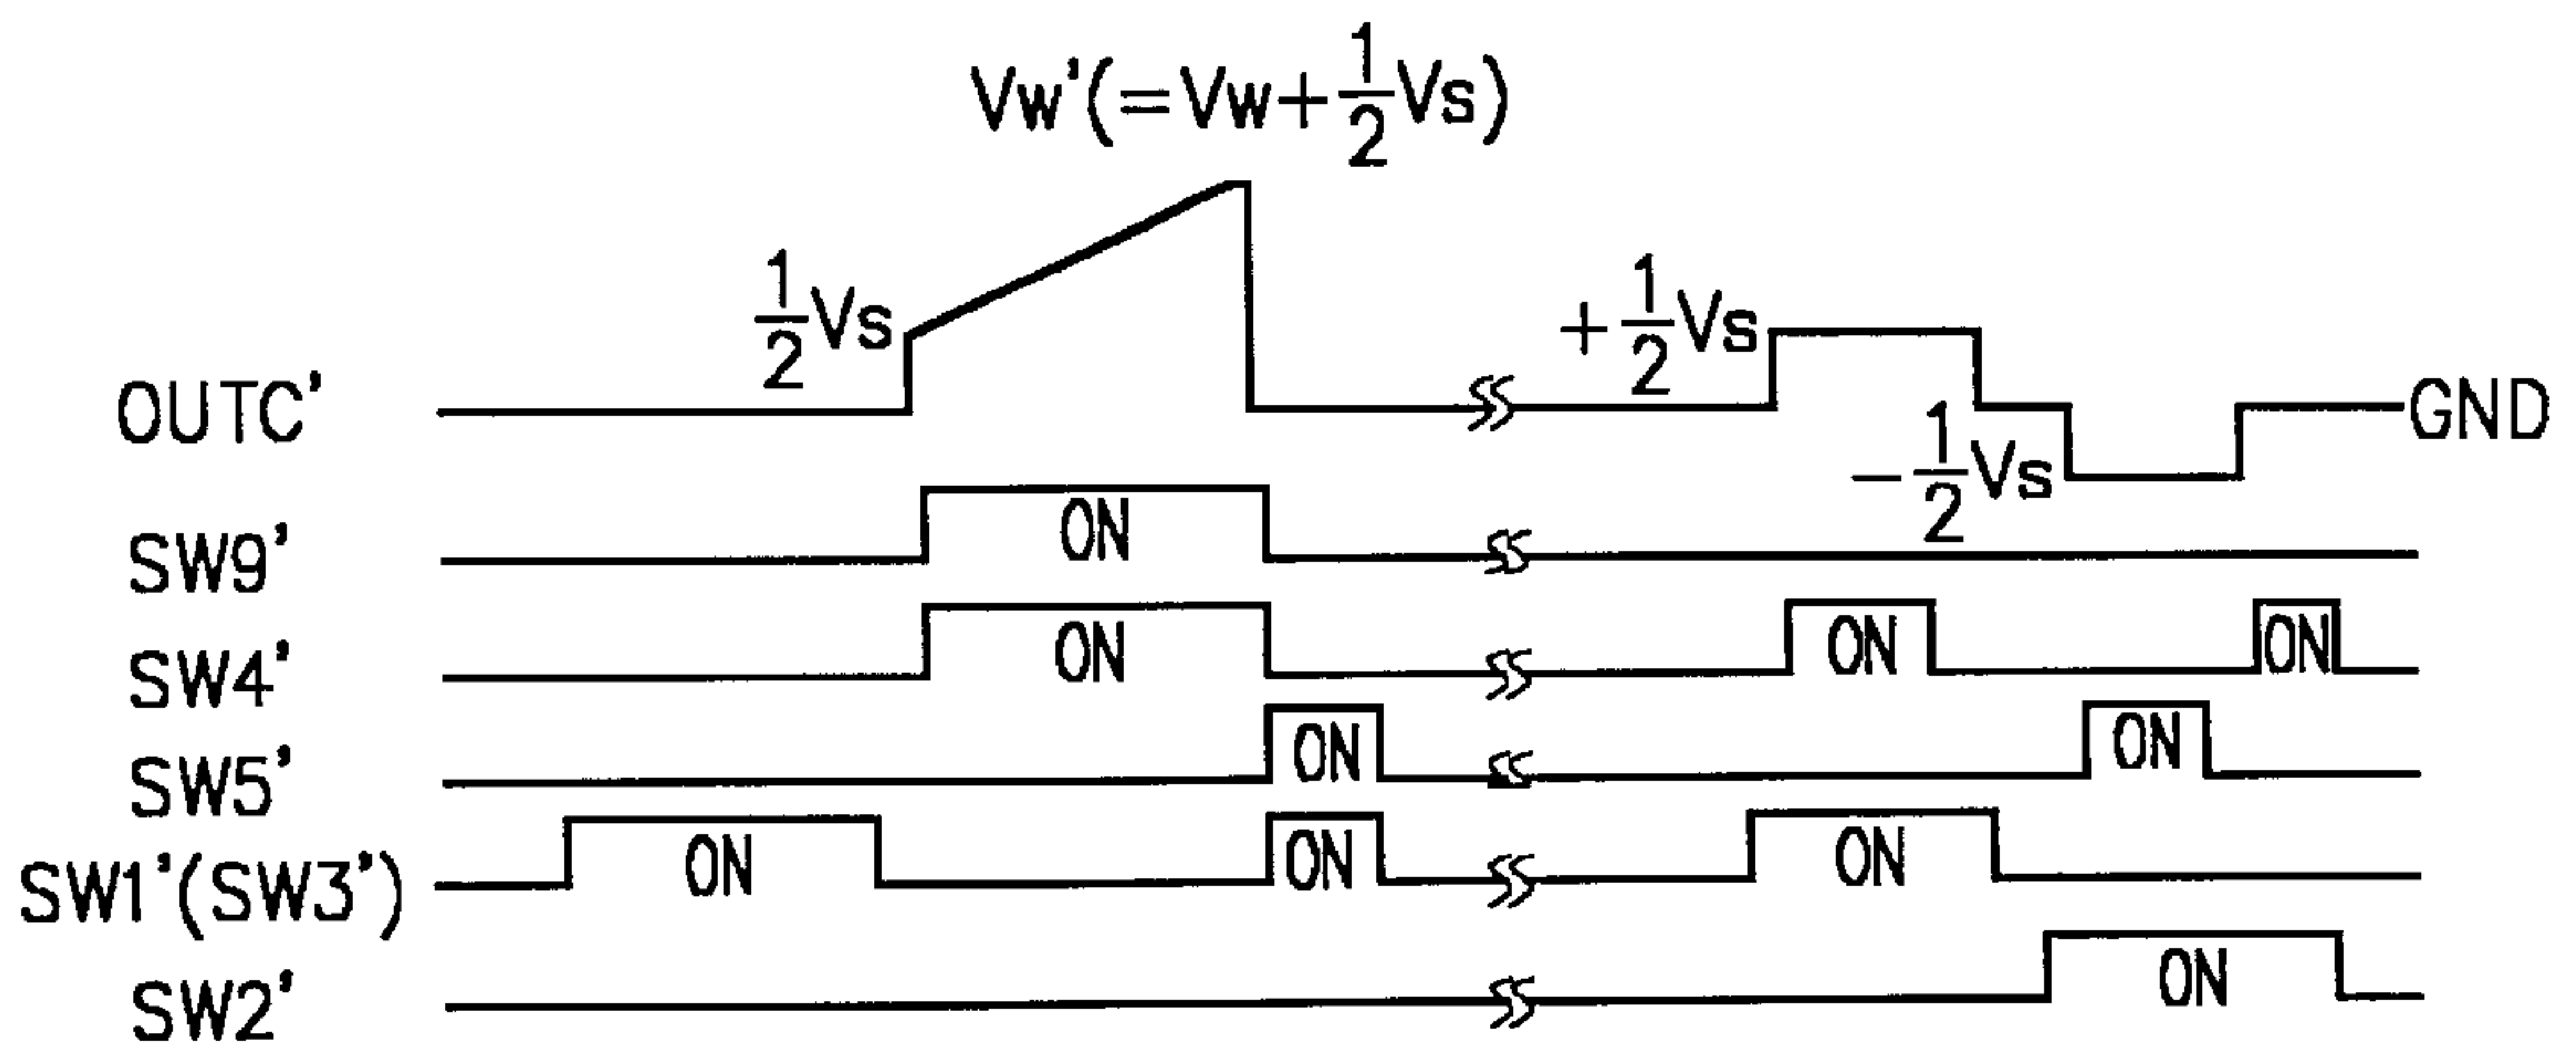 Vw'(=Vw+1/2Vs)
1/2Vs
+1/2Vs
OUTC'
GND
-1/2Vs
SW9'
ON
SW4'
ON
ON
ON
SW5'
ON
ON
SW1'(SW3')
ON
ON
ON
SW2'
ON